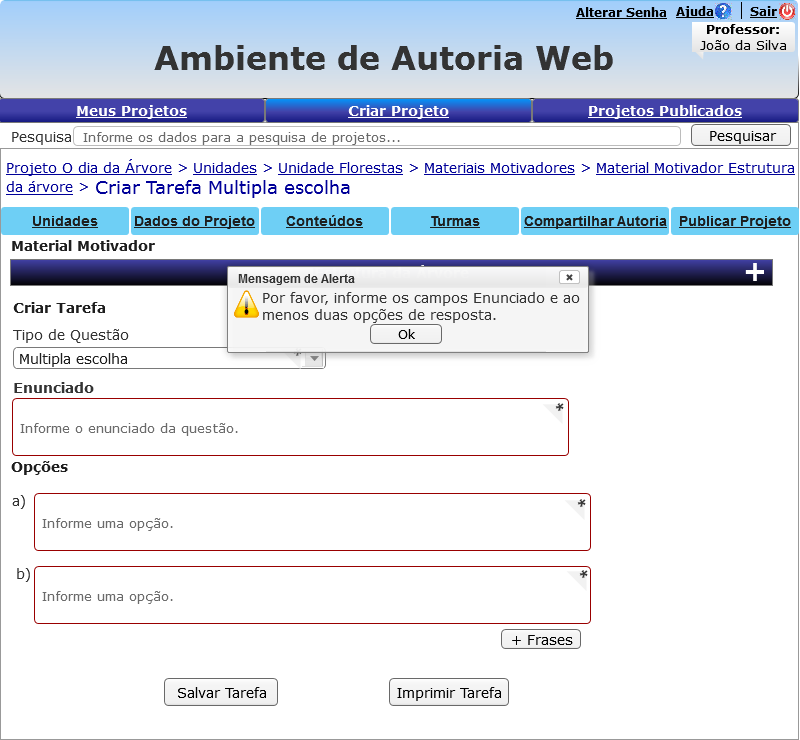 Alterar Senha Ajuda Sair
Professor:
João da Silva
Ambiente de Autoria Web
Meus Projetos Criar Projeto Projetos Publicados
Pesquisa Informe os dados para a pesquisa de projetos... Pesquisar
Projeto O dia da Árvore > Unidades > Unidade Florestas > Materiais Motivadores > Material Motivador Estrutura
da árvore > Criar Tarefa Multipla escolha
Unidades Dados do Projeto Conteúdos Turmas Compartilhar Autoria Publicar Projeto
Material Motivador
Mensagem de Alerta
Por favor, informe os campos Enunciado e ao
menos duas opções de resposta.
Ok
Criar Tarefa
Tipo de Questão
Multipla escolha
Enunciado
Informe o enunciado da questão. *
Opções
a) Informe uma opção. *
b) Informe uma opção. *
+ Frases
Salvar Tarefa Imprimir Tarefa